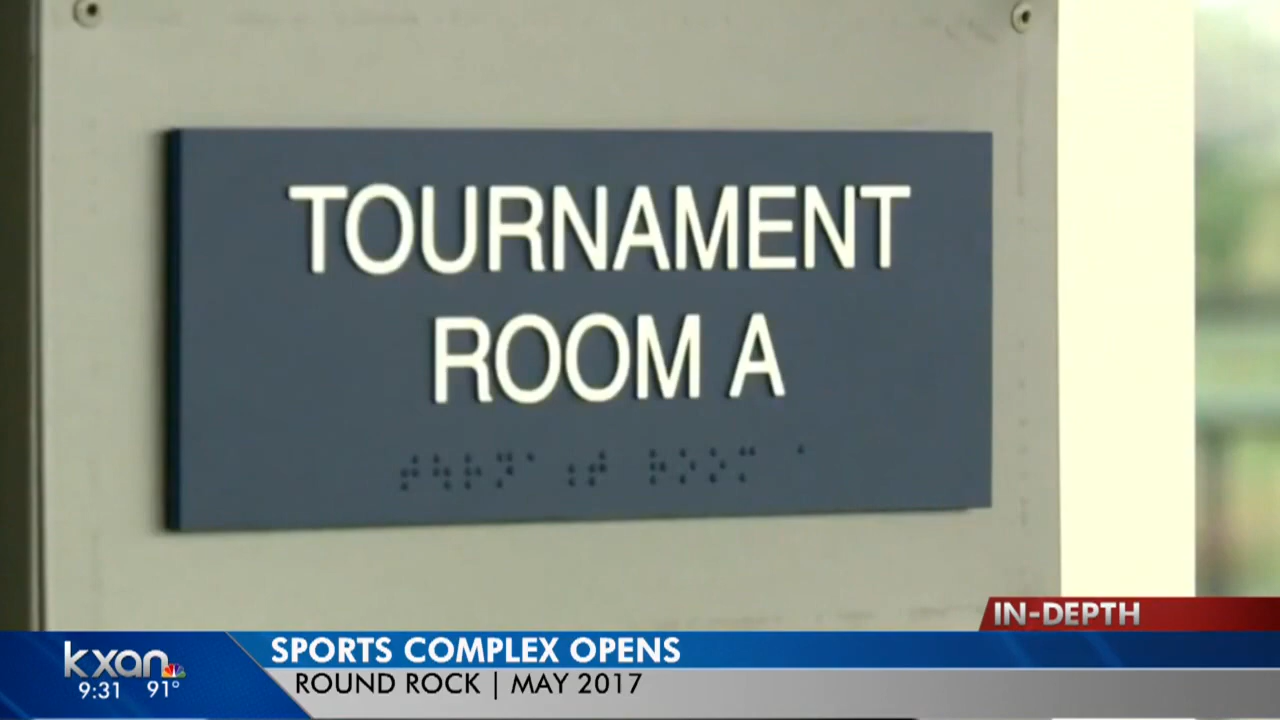 TOURNAMENT
ROOM A
IN-DEPTH
SPORTS COMPLEX OPENS
ROUND ROCK | MAY 2017
kxan
9:31 91°